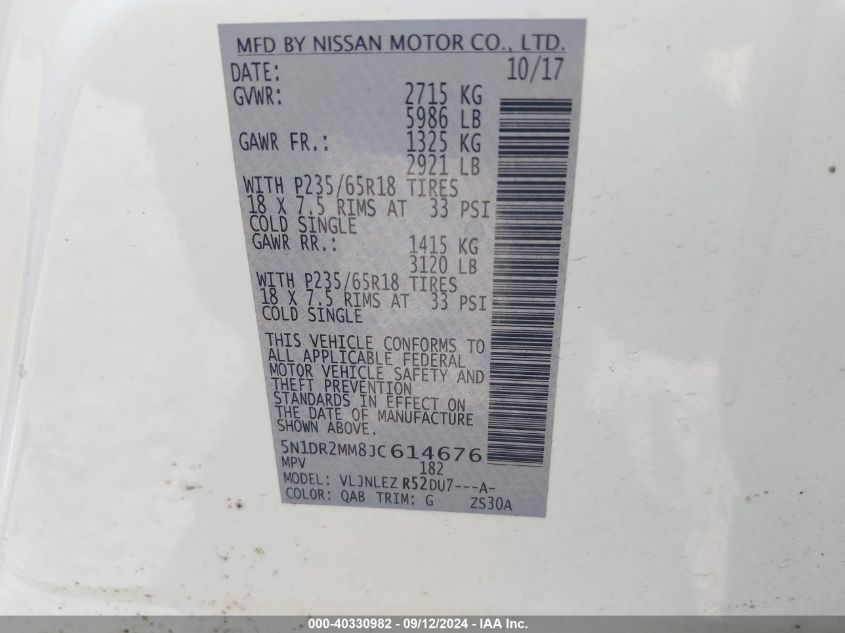 MFD BY NISSAN MOTOR CO., LTD.
DATE: 10/17
GVWR: 2715 KG
5986 LB
GAWR FR.: 1325 KG
2921 LB
WITH P235/65R18 TIRES
18 X 7.5 RIMS AT 33 PSI
COLD SINGLE
GAWR RR.: 1415 KG
3120 LB
WITH P235/65R18 TIRES
18 X 7.5 RIMS AT 33 PSI
COLD SINGLE
THIS VEHICLE CONFORMS TO
ALL APPLICABLE FEDERAL
MOTOR VEHICLE SAFETY AND
THEFT PREVENTION
STANDARDS IN EFFECT ON
THE DATE OF MANUFACTURE
SHOWN ABOVE.
5N1DR2MM8JC614676
MPV 182
MODEL: VLJNLEZ R52DU7---A-
COLOR: QAB TRIM: G ZS30A
000-40330982 - 09/12/2024 - IAA Inc.